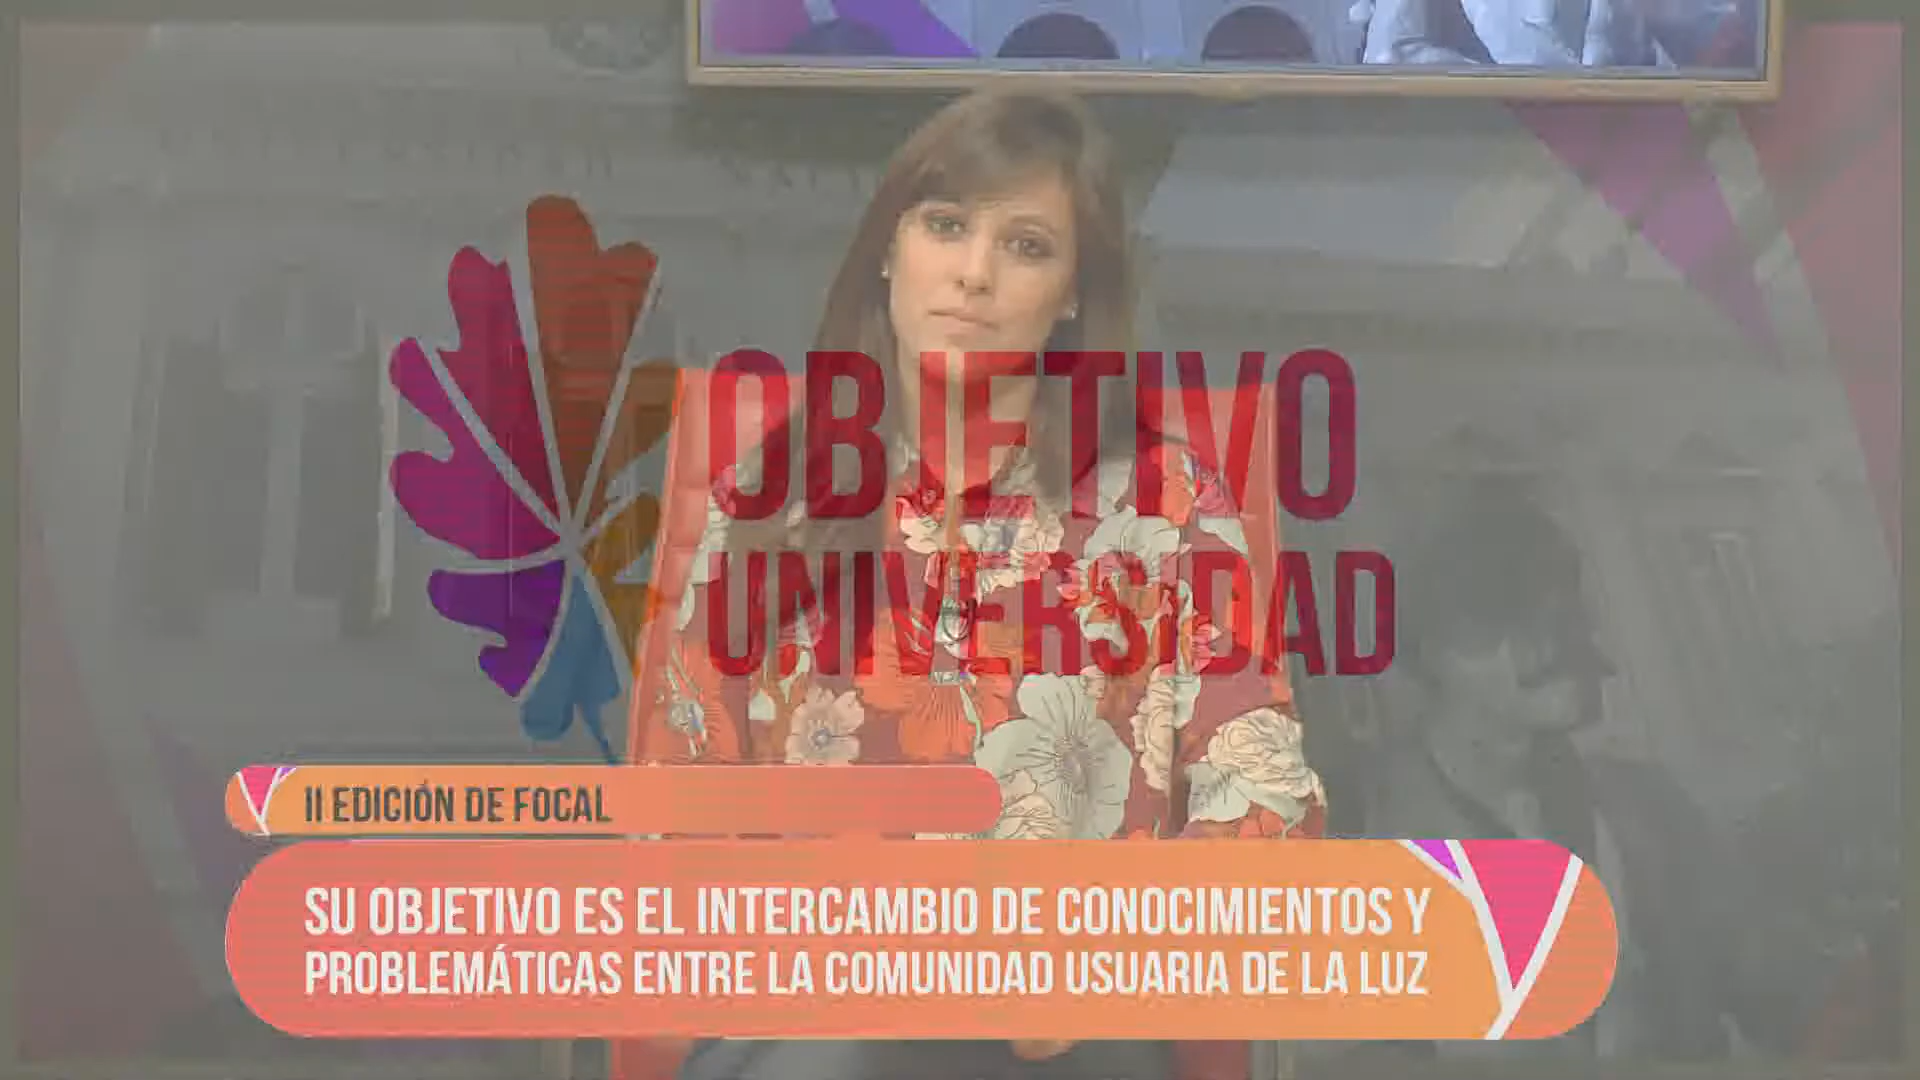 OBJETIVO
UNIVERSIDAD
II EDICIÓN DE FOCAL
SU OBJETIVO ES EL INTERCAMBIO DE CONOCIMIENTOS Y
PROBLEMÁTICAS ENTRE LA COMUNIDAD USUARIA DE LA LUZ